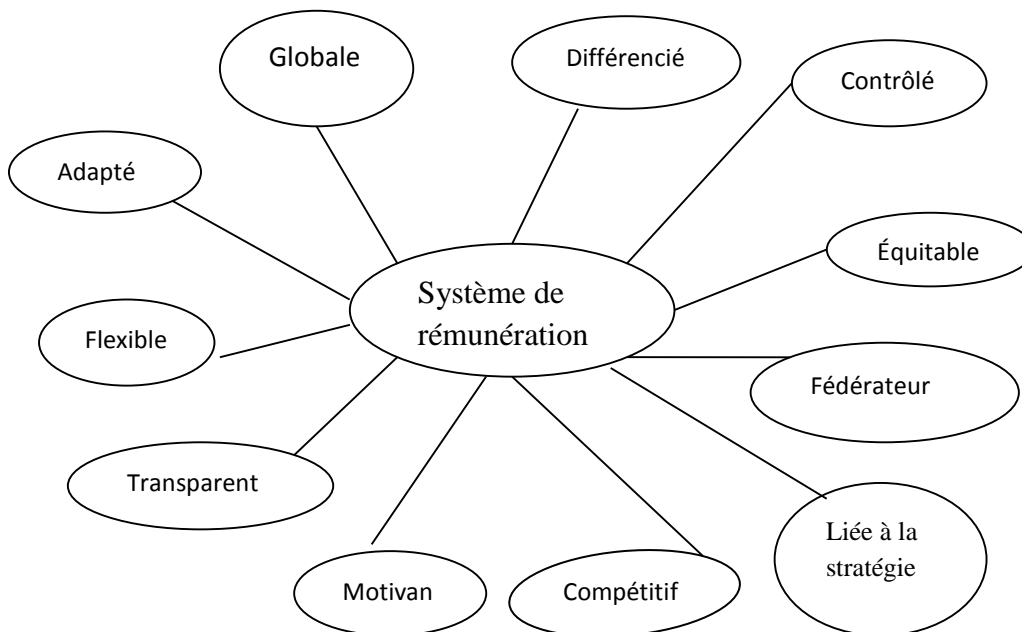 Globale
Différencié
Contrôlé
Adapté
Équitable
Système de
rémunération
Flexible
Fédérateur
Transparent
Liée à la
stratégie
Motivan
Compétitif